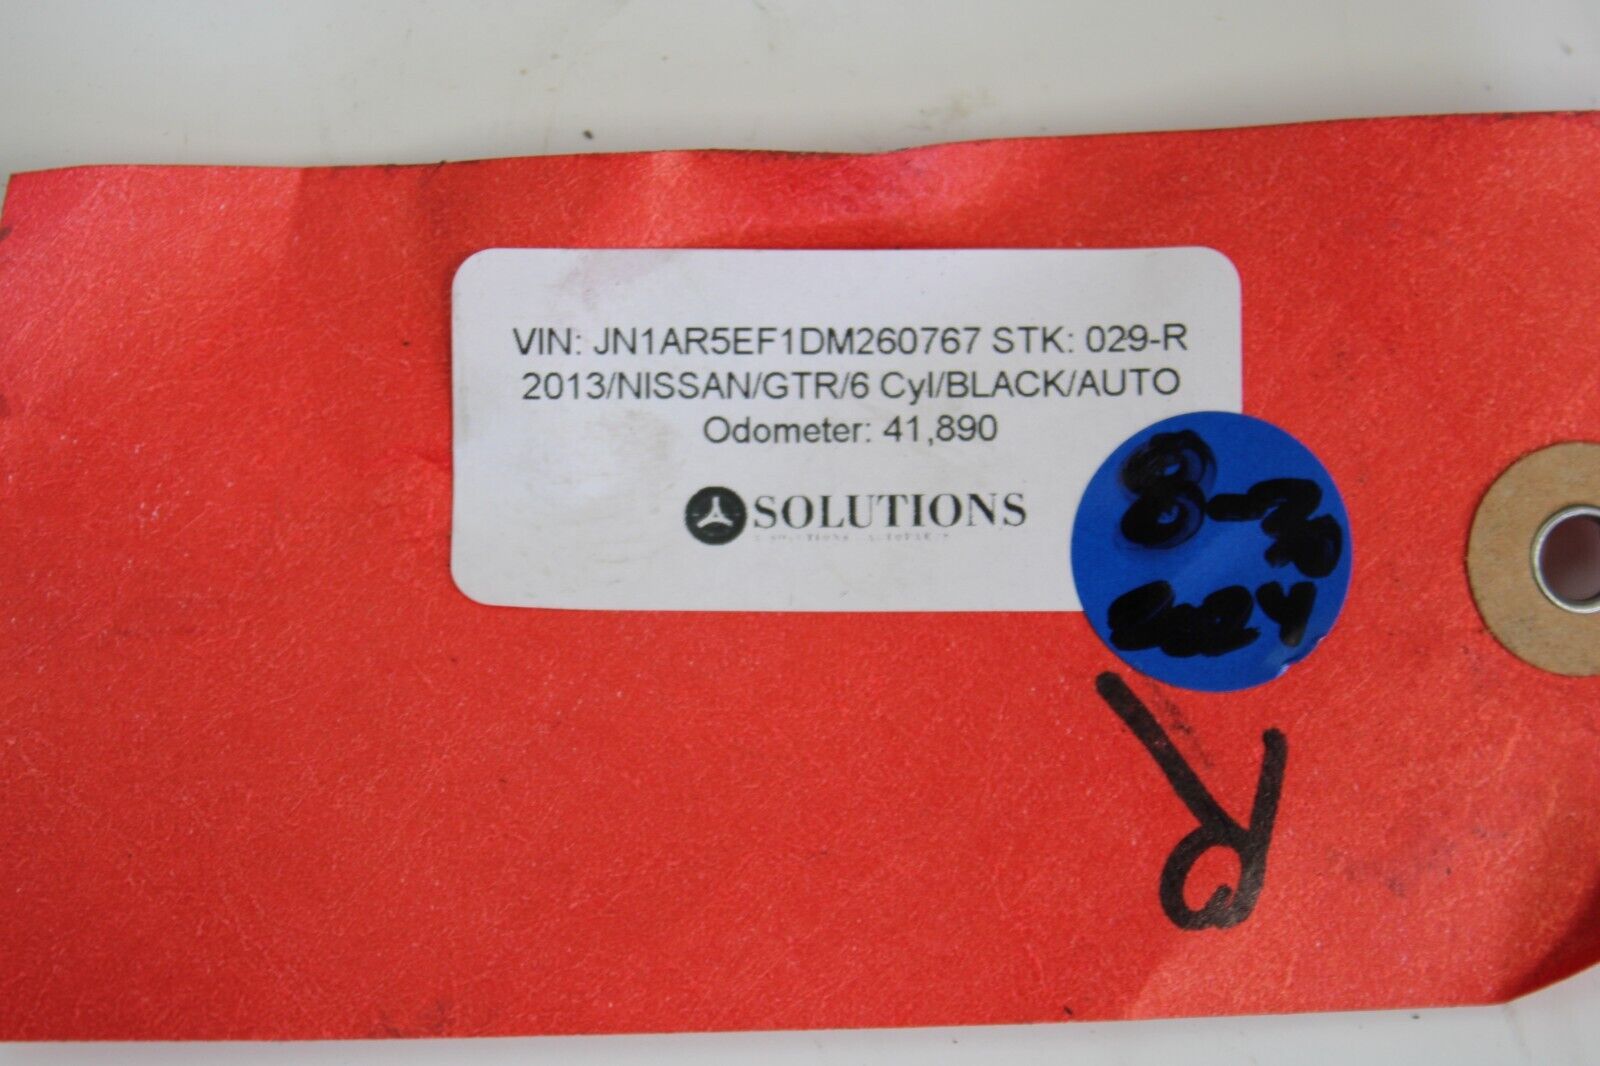 VIN: JN1AR5EF1DM260767 STK: 029-R
2013/NISSAN/GTR/6 Cyl/BLACK/AUTO
Odometer: 41,890
SOLUTIONS
R